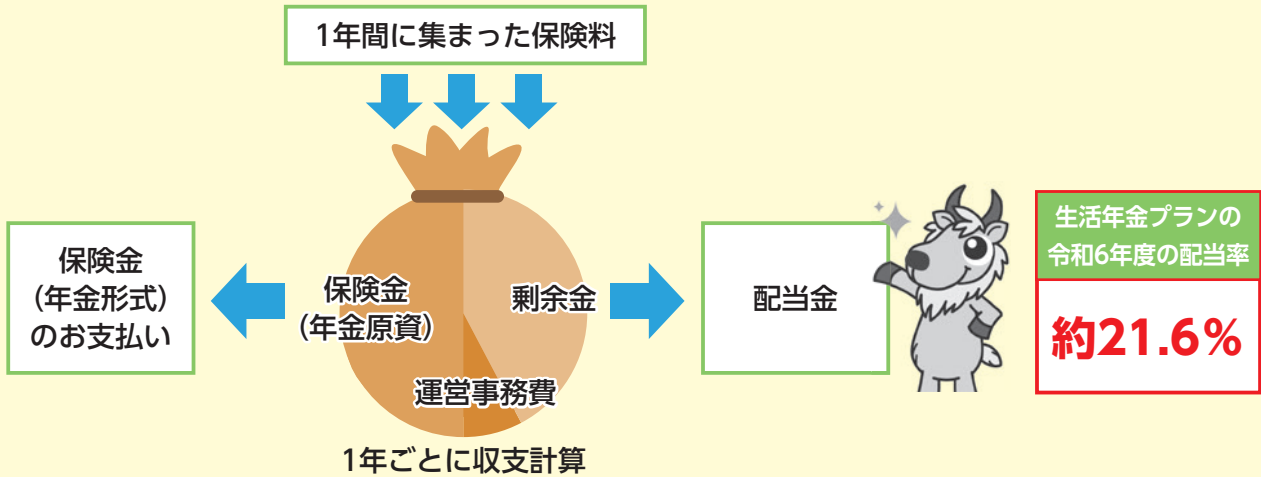 1年間に集まった保険料
保険金
（年金形式）
のお支払い
保険金
（年金原資）
剰余金
運営事務費
1年ごとに収支計算
配当金
生活年金プランの
令和6年度の配当率
約21.6%